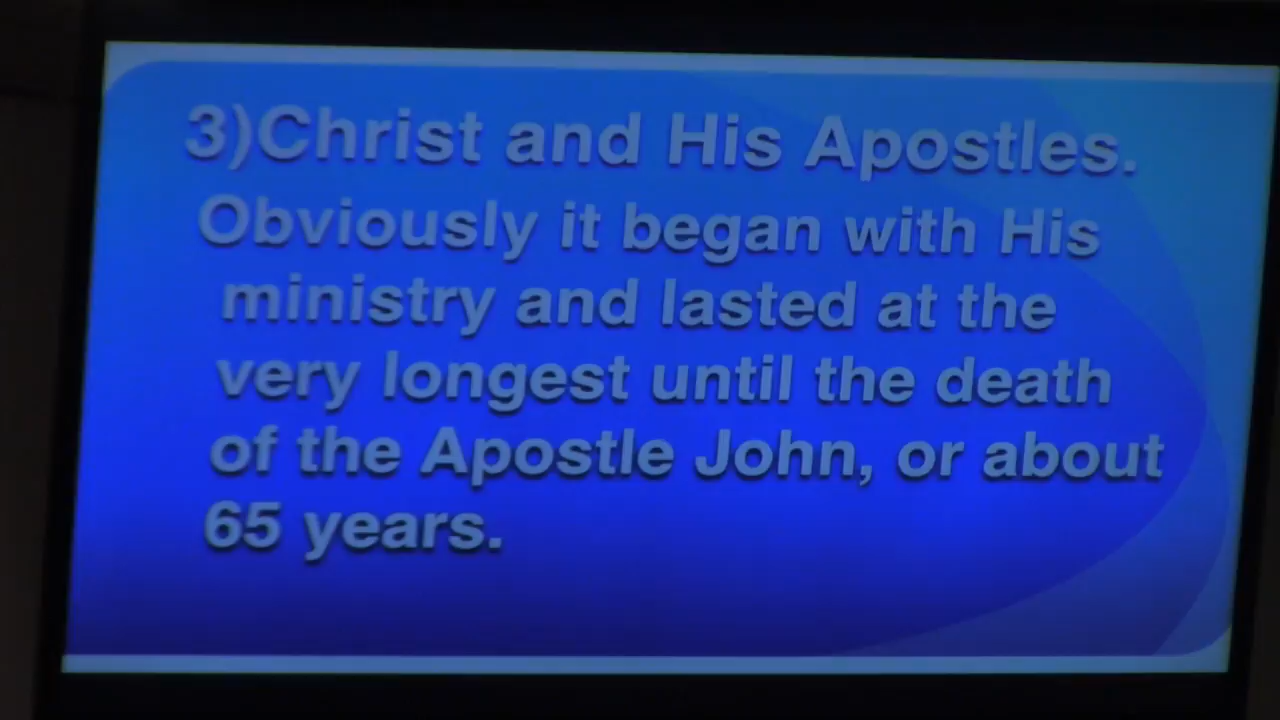 3)Christ and His Apostles.
Obviously it began with His
ministry and lasted at the
very longest until the death
of the Apostle John, or about
65 years.